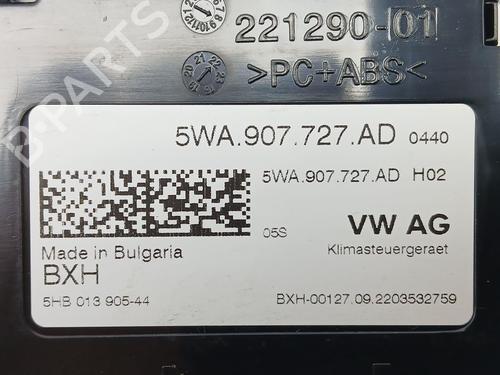 221290-01
>PC+ABS<
5WA.907.727.AD 0440
5WA.907.727.AD H02
05S VW AG
Made in Bulgaria Klimasteuergeraet
BXH
5HB 013 905-44 BXH-00127.09.2203532759
B-PARTS